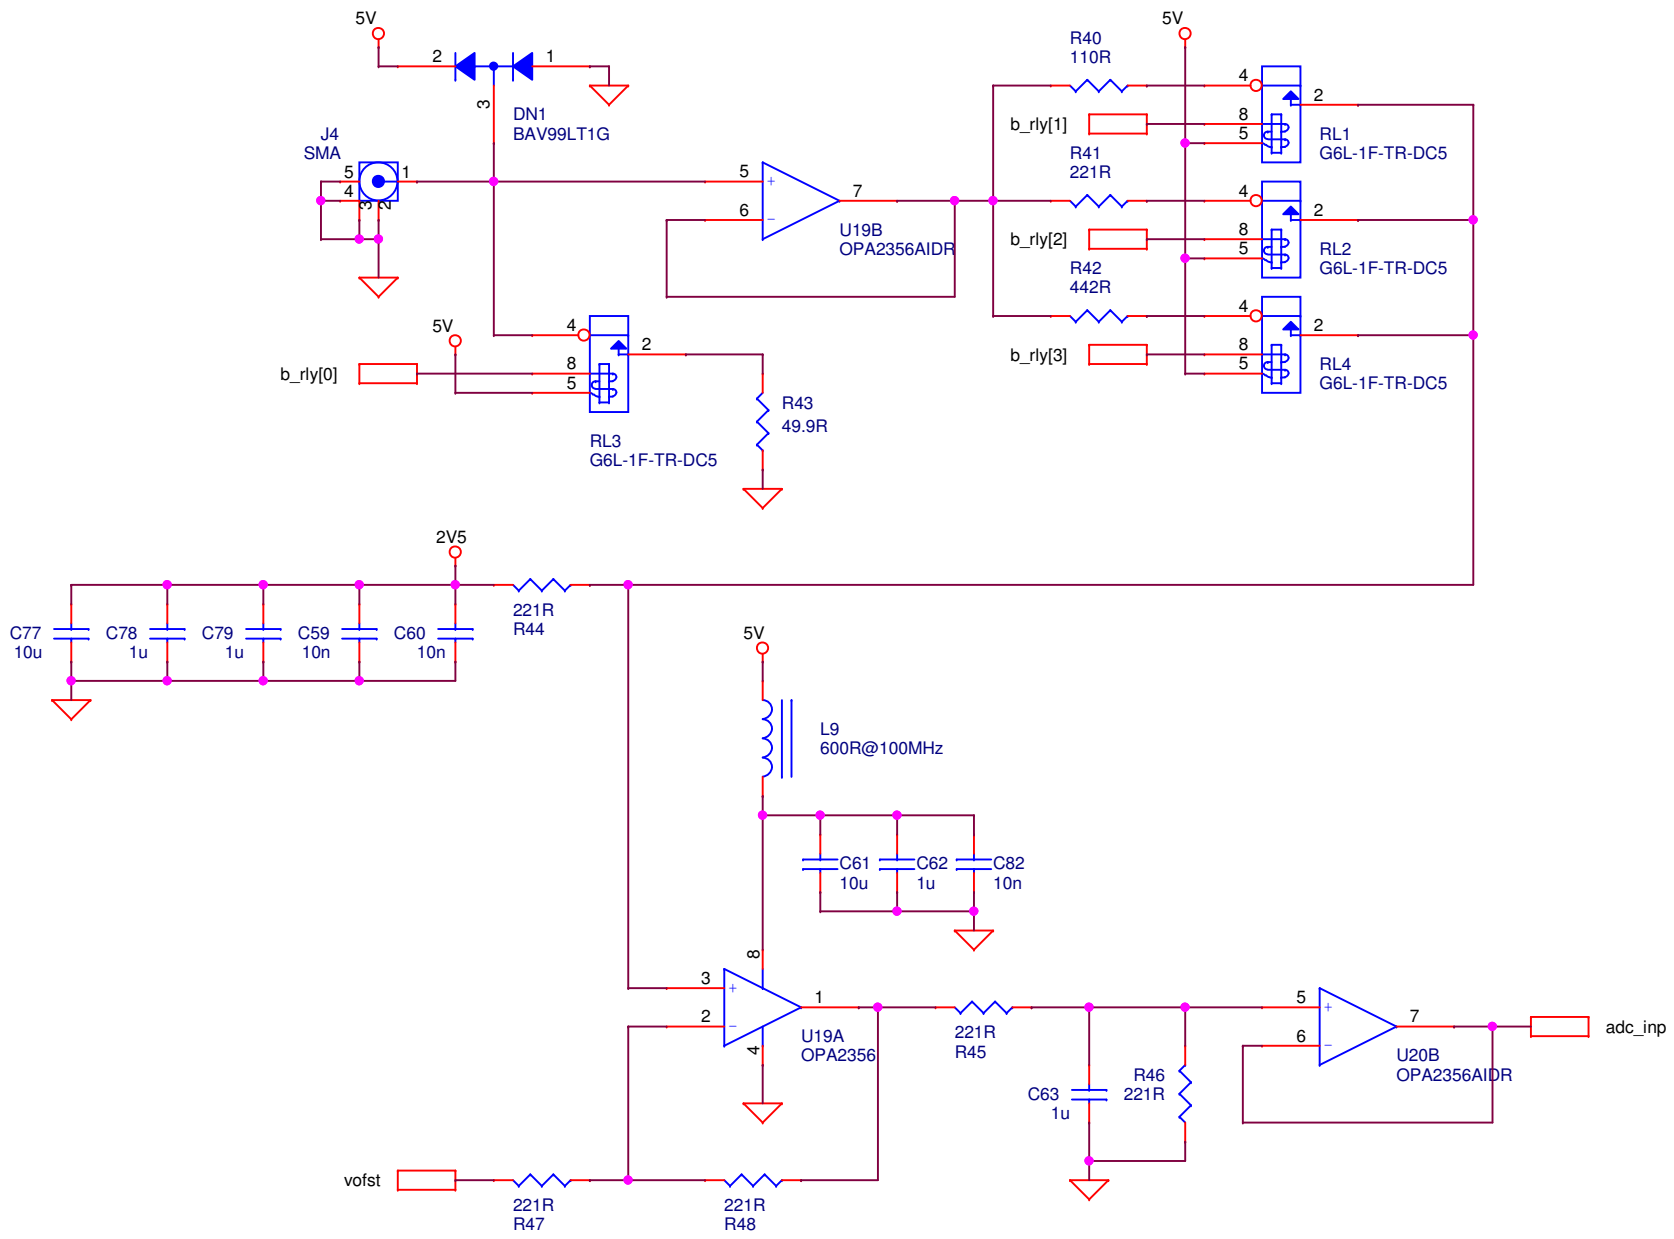 5V
2
1
3
DN1
BAV99LT1G
J4
SMA
5
4
3
2
1
5
6
7
+
−
U19B
OPA2356AIDR
5V
R40
110R
4
8
5
2
b_rly[1]
RL1
G6L-1F-TR-DC5
R41
221R
4
8
5
2
b_rly[2]
RL2
G6L-1F-TR-DC5
R42
442R
4
8
5
2
b_rly[3]
RL4
G6L-1F-TR-DC5
5V
b_rly[0]
4
8
5
2
RL3
G6L-1F-TR-DC5
R43
49.9R
2V5
221R
R44
C77
10u
C78
1u
C79
1u
C59
10n
C60
10n
5V
L9
600R@100MHz
C61
10u
C62
1u
C82
10n
8
3
2
1
4
+
−
U19A
OPA2356
221R
R45
C63
1u
R46
221R
5
6
7
+
−
U20B
OPA2356AIDR
adc_inp
vofst
221R
R47
221R
R48